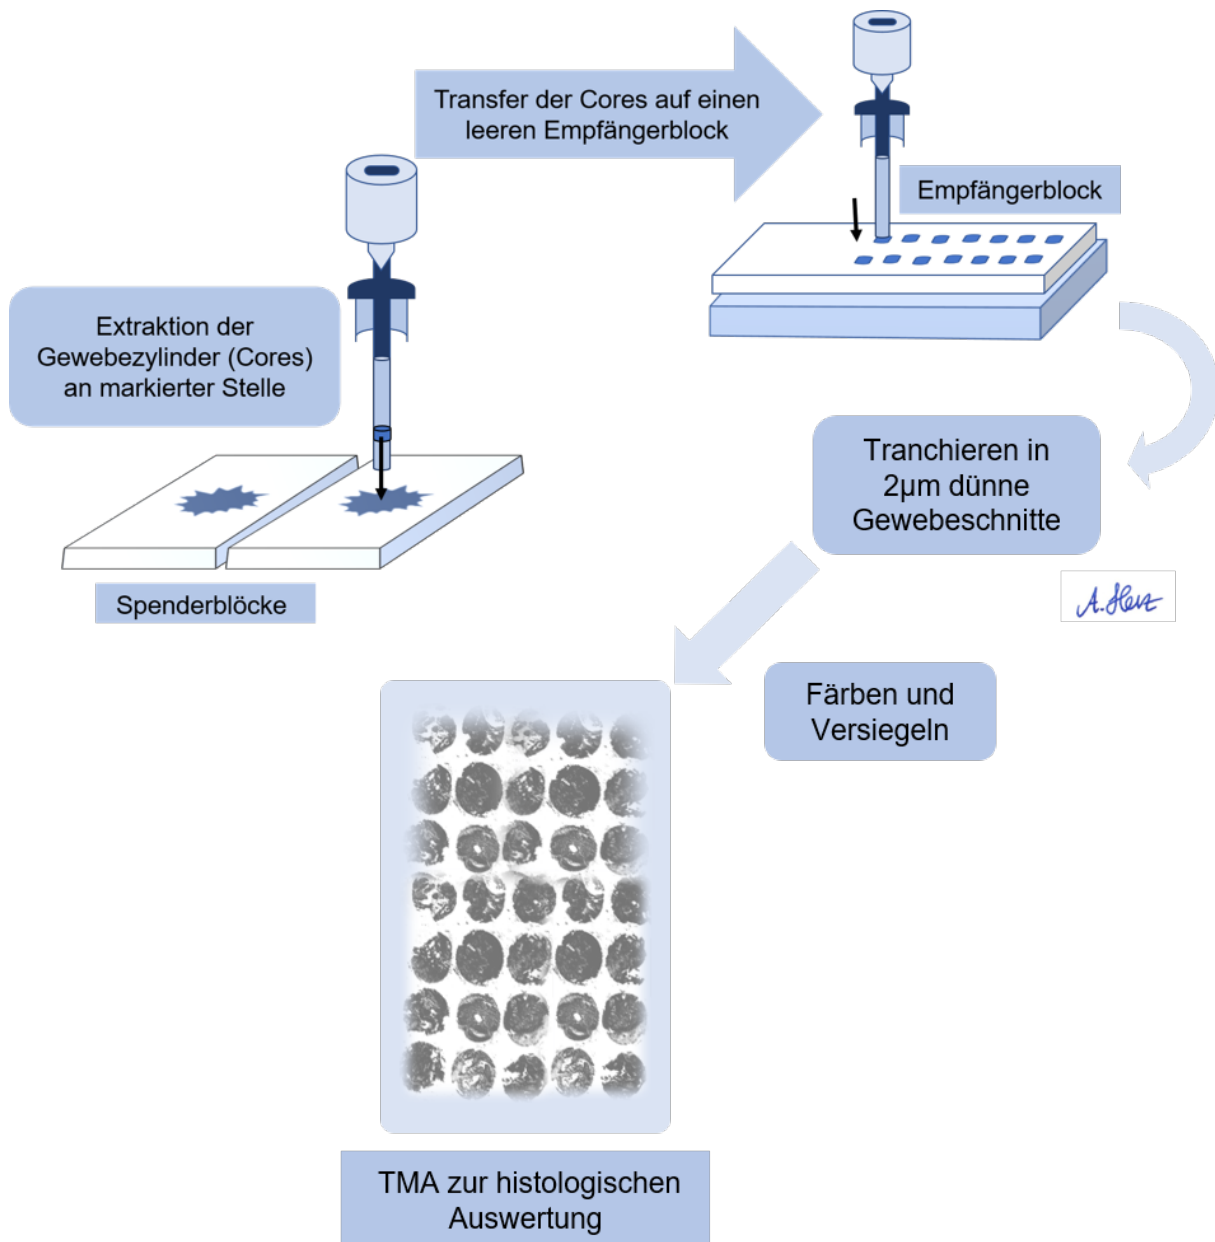 Transfer der Cores auf einen
leeren Empfängerblock
Empfängerblock
Extraktion der
Gewebezylinder (Cores)
an markierter Stelle
Spenderblöcke
Tranchieren in
2µm dünne
Gewebeschnitte
A. Herz
Färben und
Versiegeln
TMA zur histologischen
Auswertung